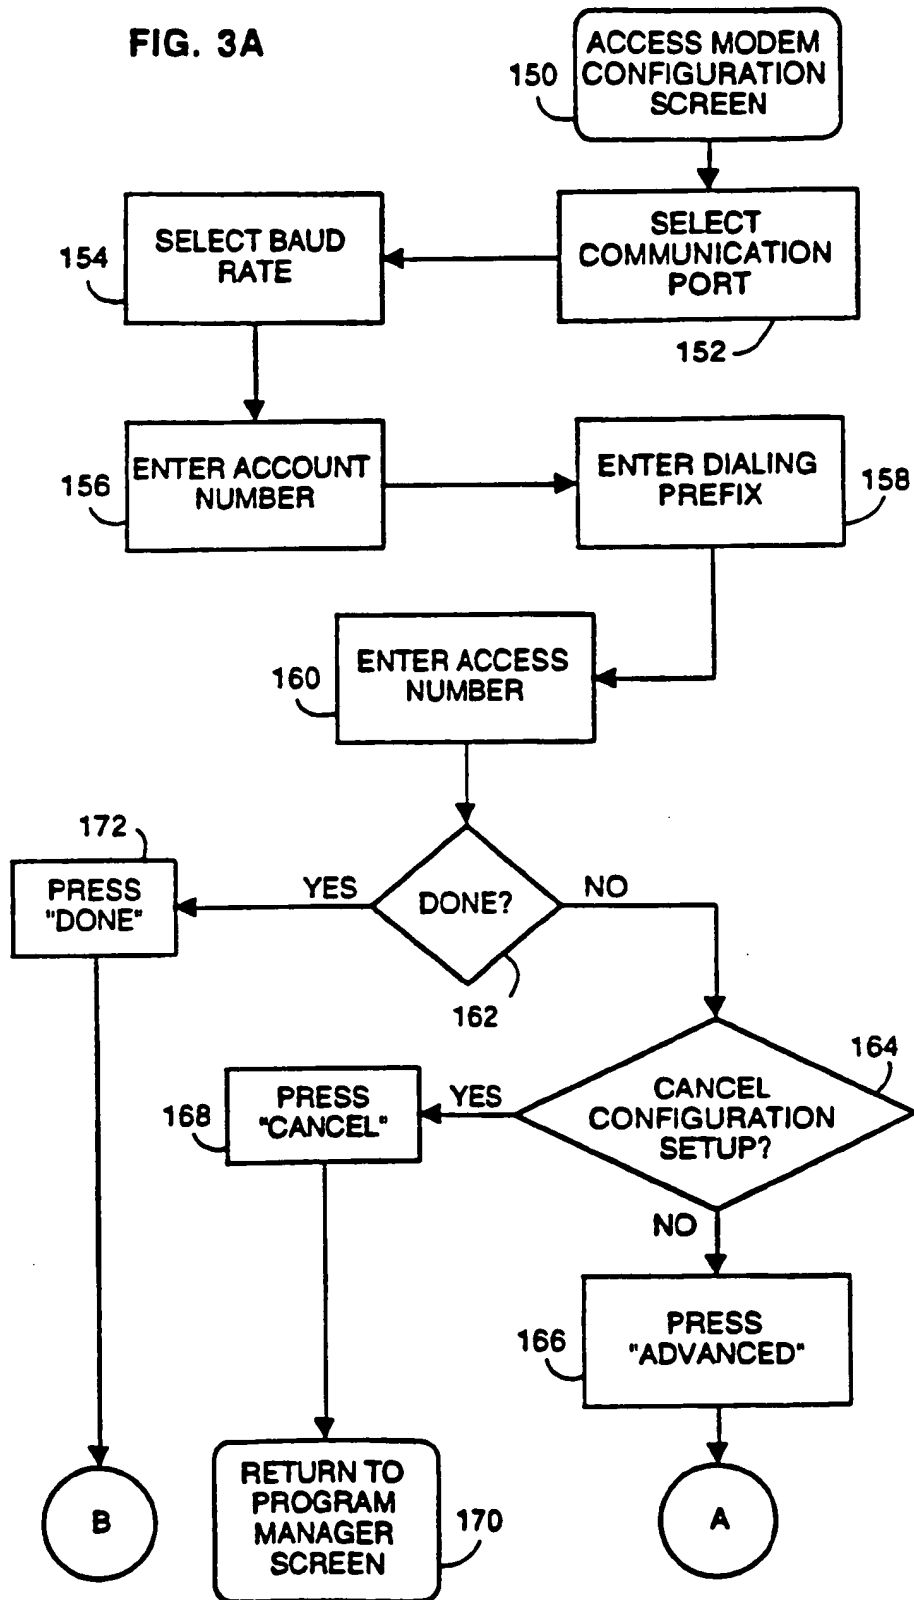 FIG. 3A
ACCESS MODEM
CONFIGURATION
SCREEN
150
SELECT
COMMUNICATION
PORT
152
SELECT BAUD
RATE
154
ENTER ACCOUNT
NUMBER
156
ENTER DIALING
PREFIX
158
ENTER ACCESS
NUMBER
160
DONE?
162
YES
NO
172
PRESS
"DONE"
164
CANCEL
CONFIGURATION
SETUP?
YES
NO
PRESS
"CANCEL"
168
PRESS
"ADVANCED"
166
B
RETURN TO
PROGRAM
MANAGER
SCREEN
170
A